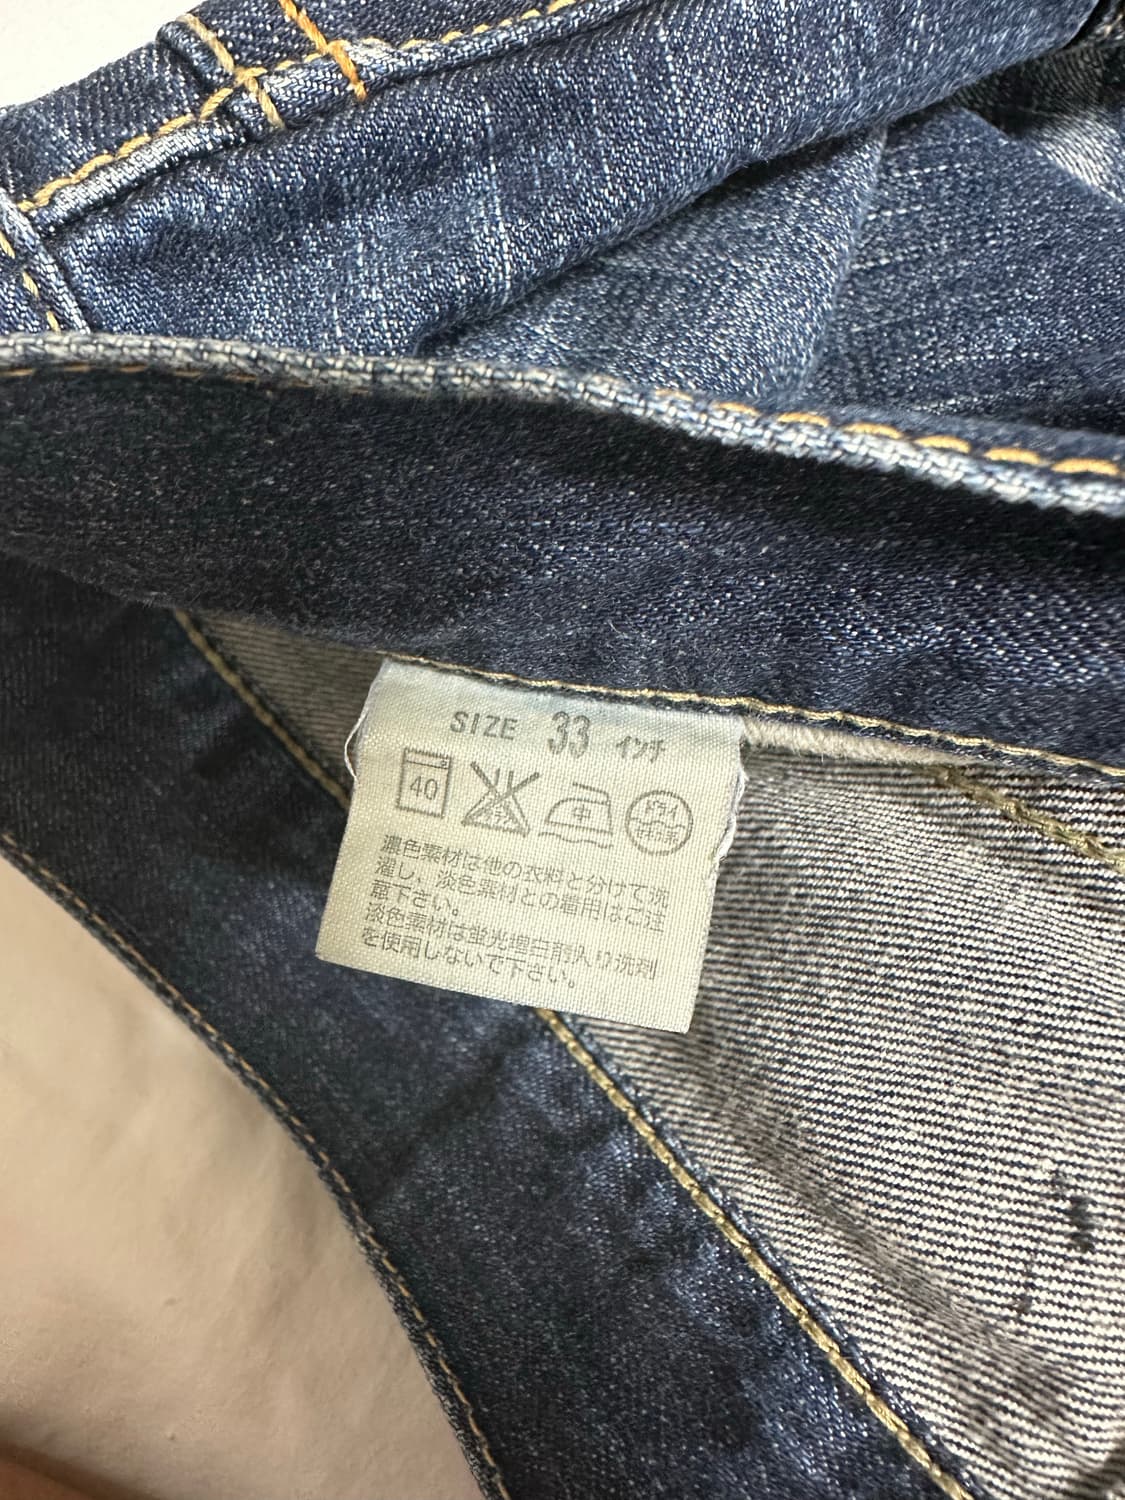 SIZE 33 インチ
40
中
濃色素材は他の衣料と分けて洗
濯し、淡色素材との着用はご注
意下さい。
淡色素材は蛍光増白剤入り洗剤
を使用しないで下さい。